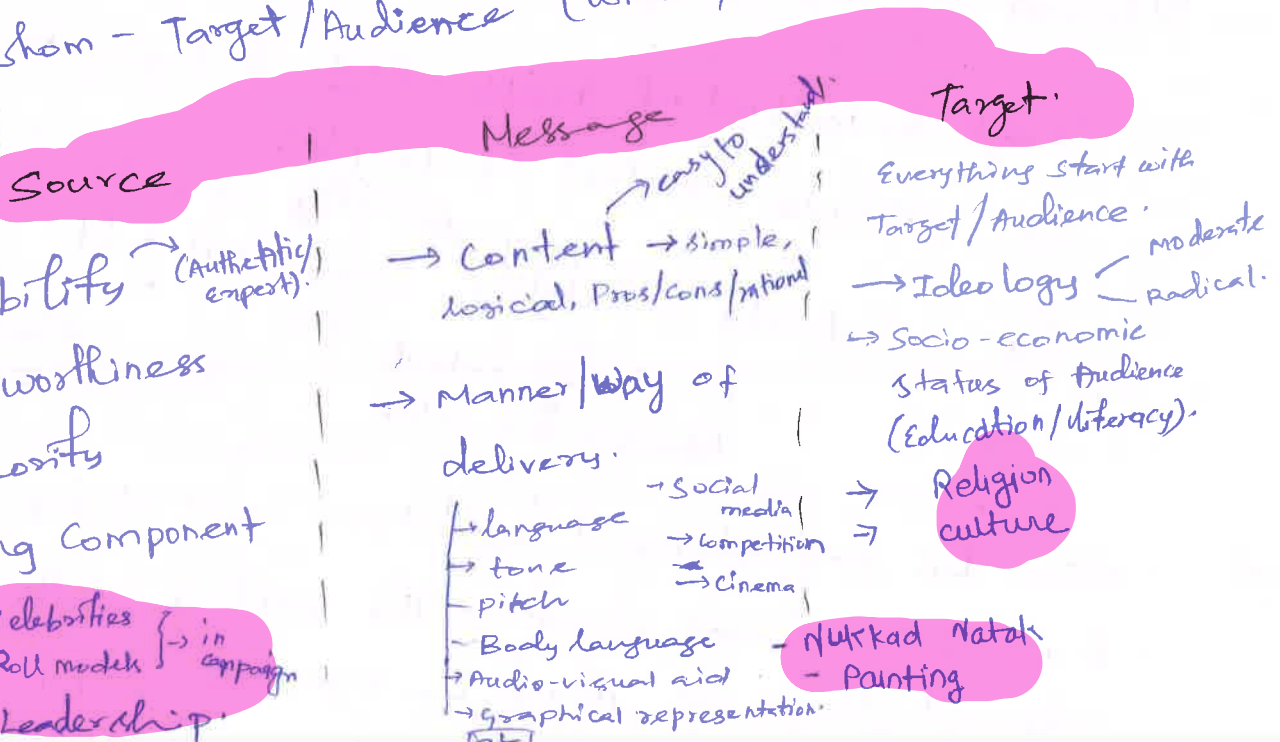 shom - Target/Audience
Source
bility → (Authetitic/
expert).
worthiness
ority
ng Component
elebrities
Roll models } → in campaign
Leadership.
Message
→ Content → simple,
→ easy to
understand.
logical, Pros/cons/rational
→ Manner/way of
delivery.
→ language
→ tone
- pitch
- Body language
→ Audio-visual aid
→ Graphical representation.
→ Social
media
→ Competition
→ Cinema
- Nukkad Natak
- Painting
Target.
Everything start with
Target/Audience.
→ Ideology
Moderate
Radical.
↳ Socio-economic
status of Audience
(Education/literacy).
→ Religion
→ culture